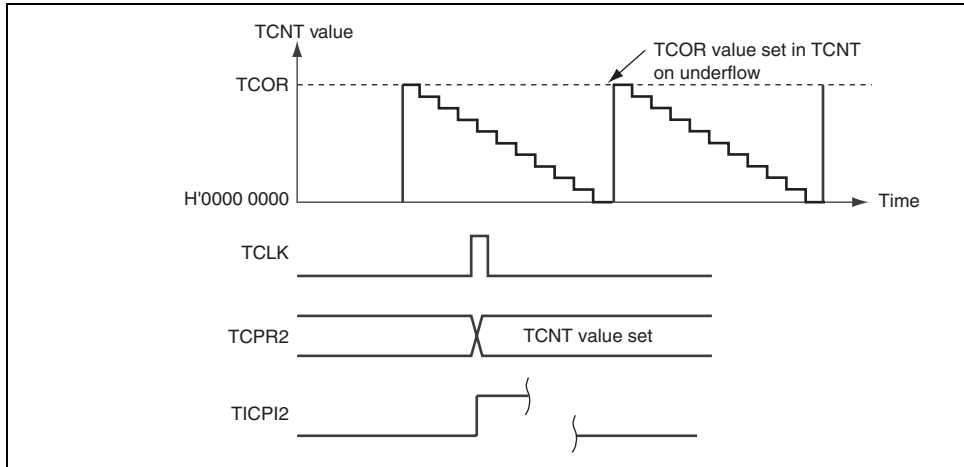 TCNT value
TCOR value set in TCNT
on underflow
TCOR
H'0000 0000
Time
TCLK
TCPR2
TCNT value set
TICPI2